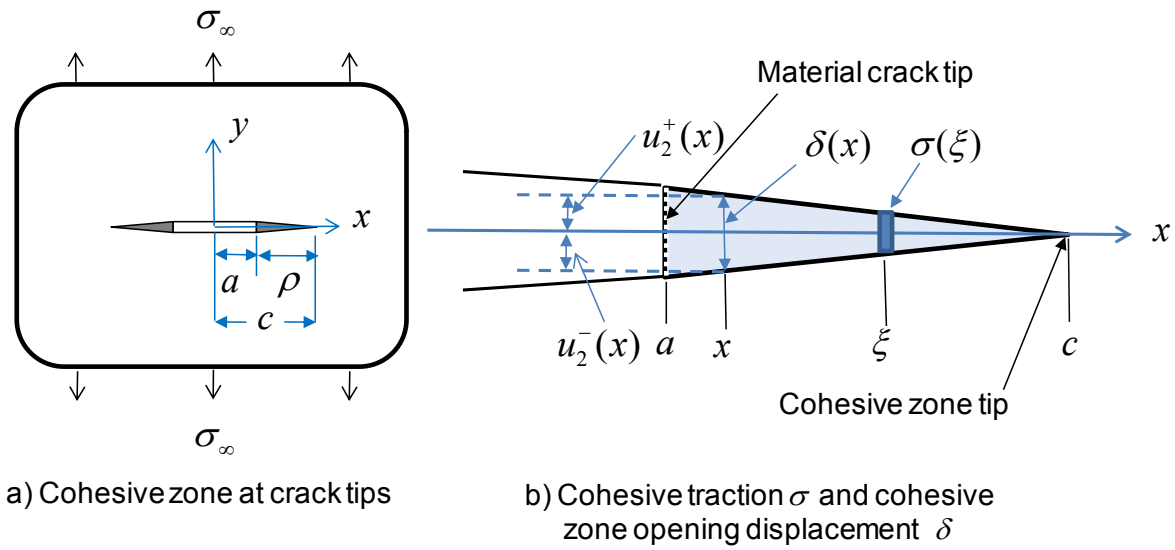 σ∞
y
x
a
ρ
c
σ∞
a) Cohesive zone at crack tips
Material crack tip
u₂⁺(x)
δ(x)
σ(ξ)
x
u₂⁻(x)
a
x
ξ
c
Cohesive zone tip
b) Cohesive traction σ and cohesive
zone opening displacement δ